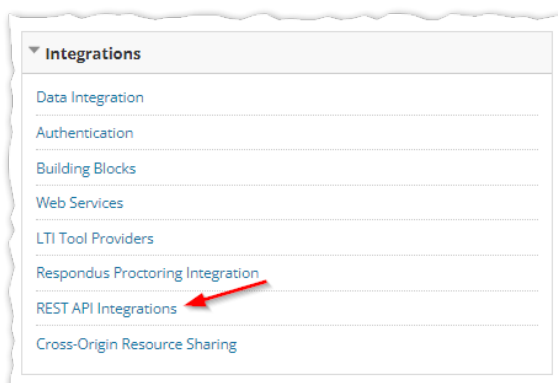 Integrations
Data Integration
Authentication
Building Blocks
Web Services
LTI Tool Providers
Respondus Proctoring Integration
REST API Integrations
Cross-Origin Resource Sharing